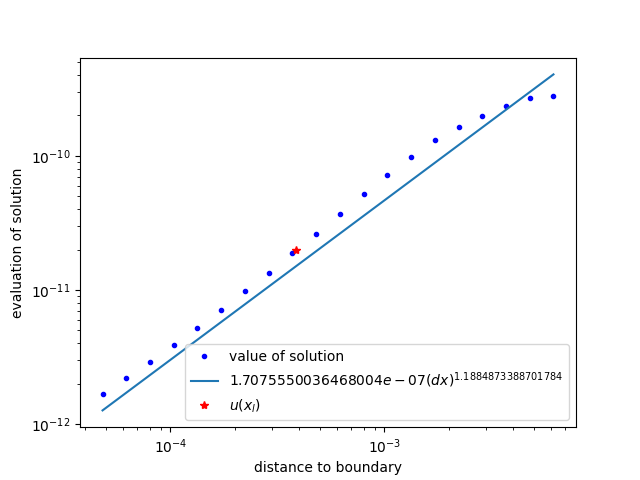 10⁻¹⁰
10⁻¹¹
10⁻¹²
evaluation of solution
value of solution
1.7075550036468004e − 07(dx)^1.1884873388701784
u(x_l)
10⁻⁴
10⁻³
distance to boundary